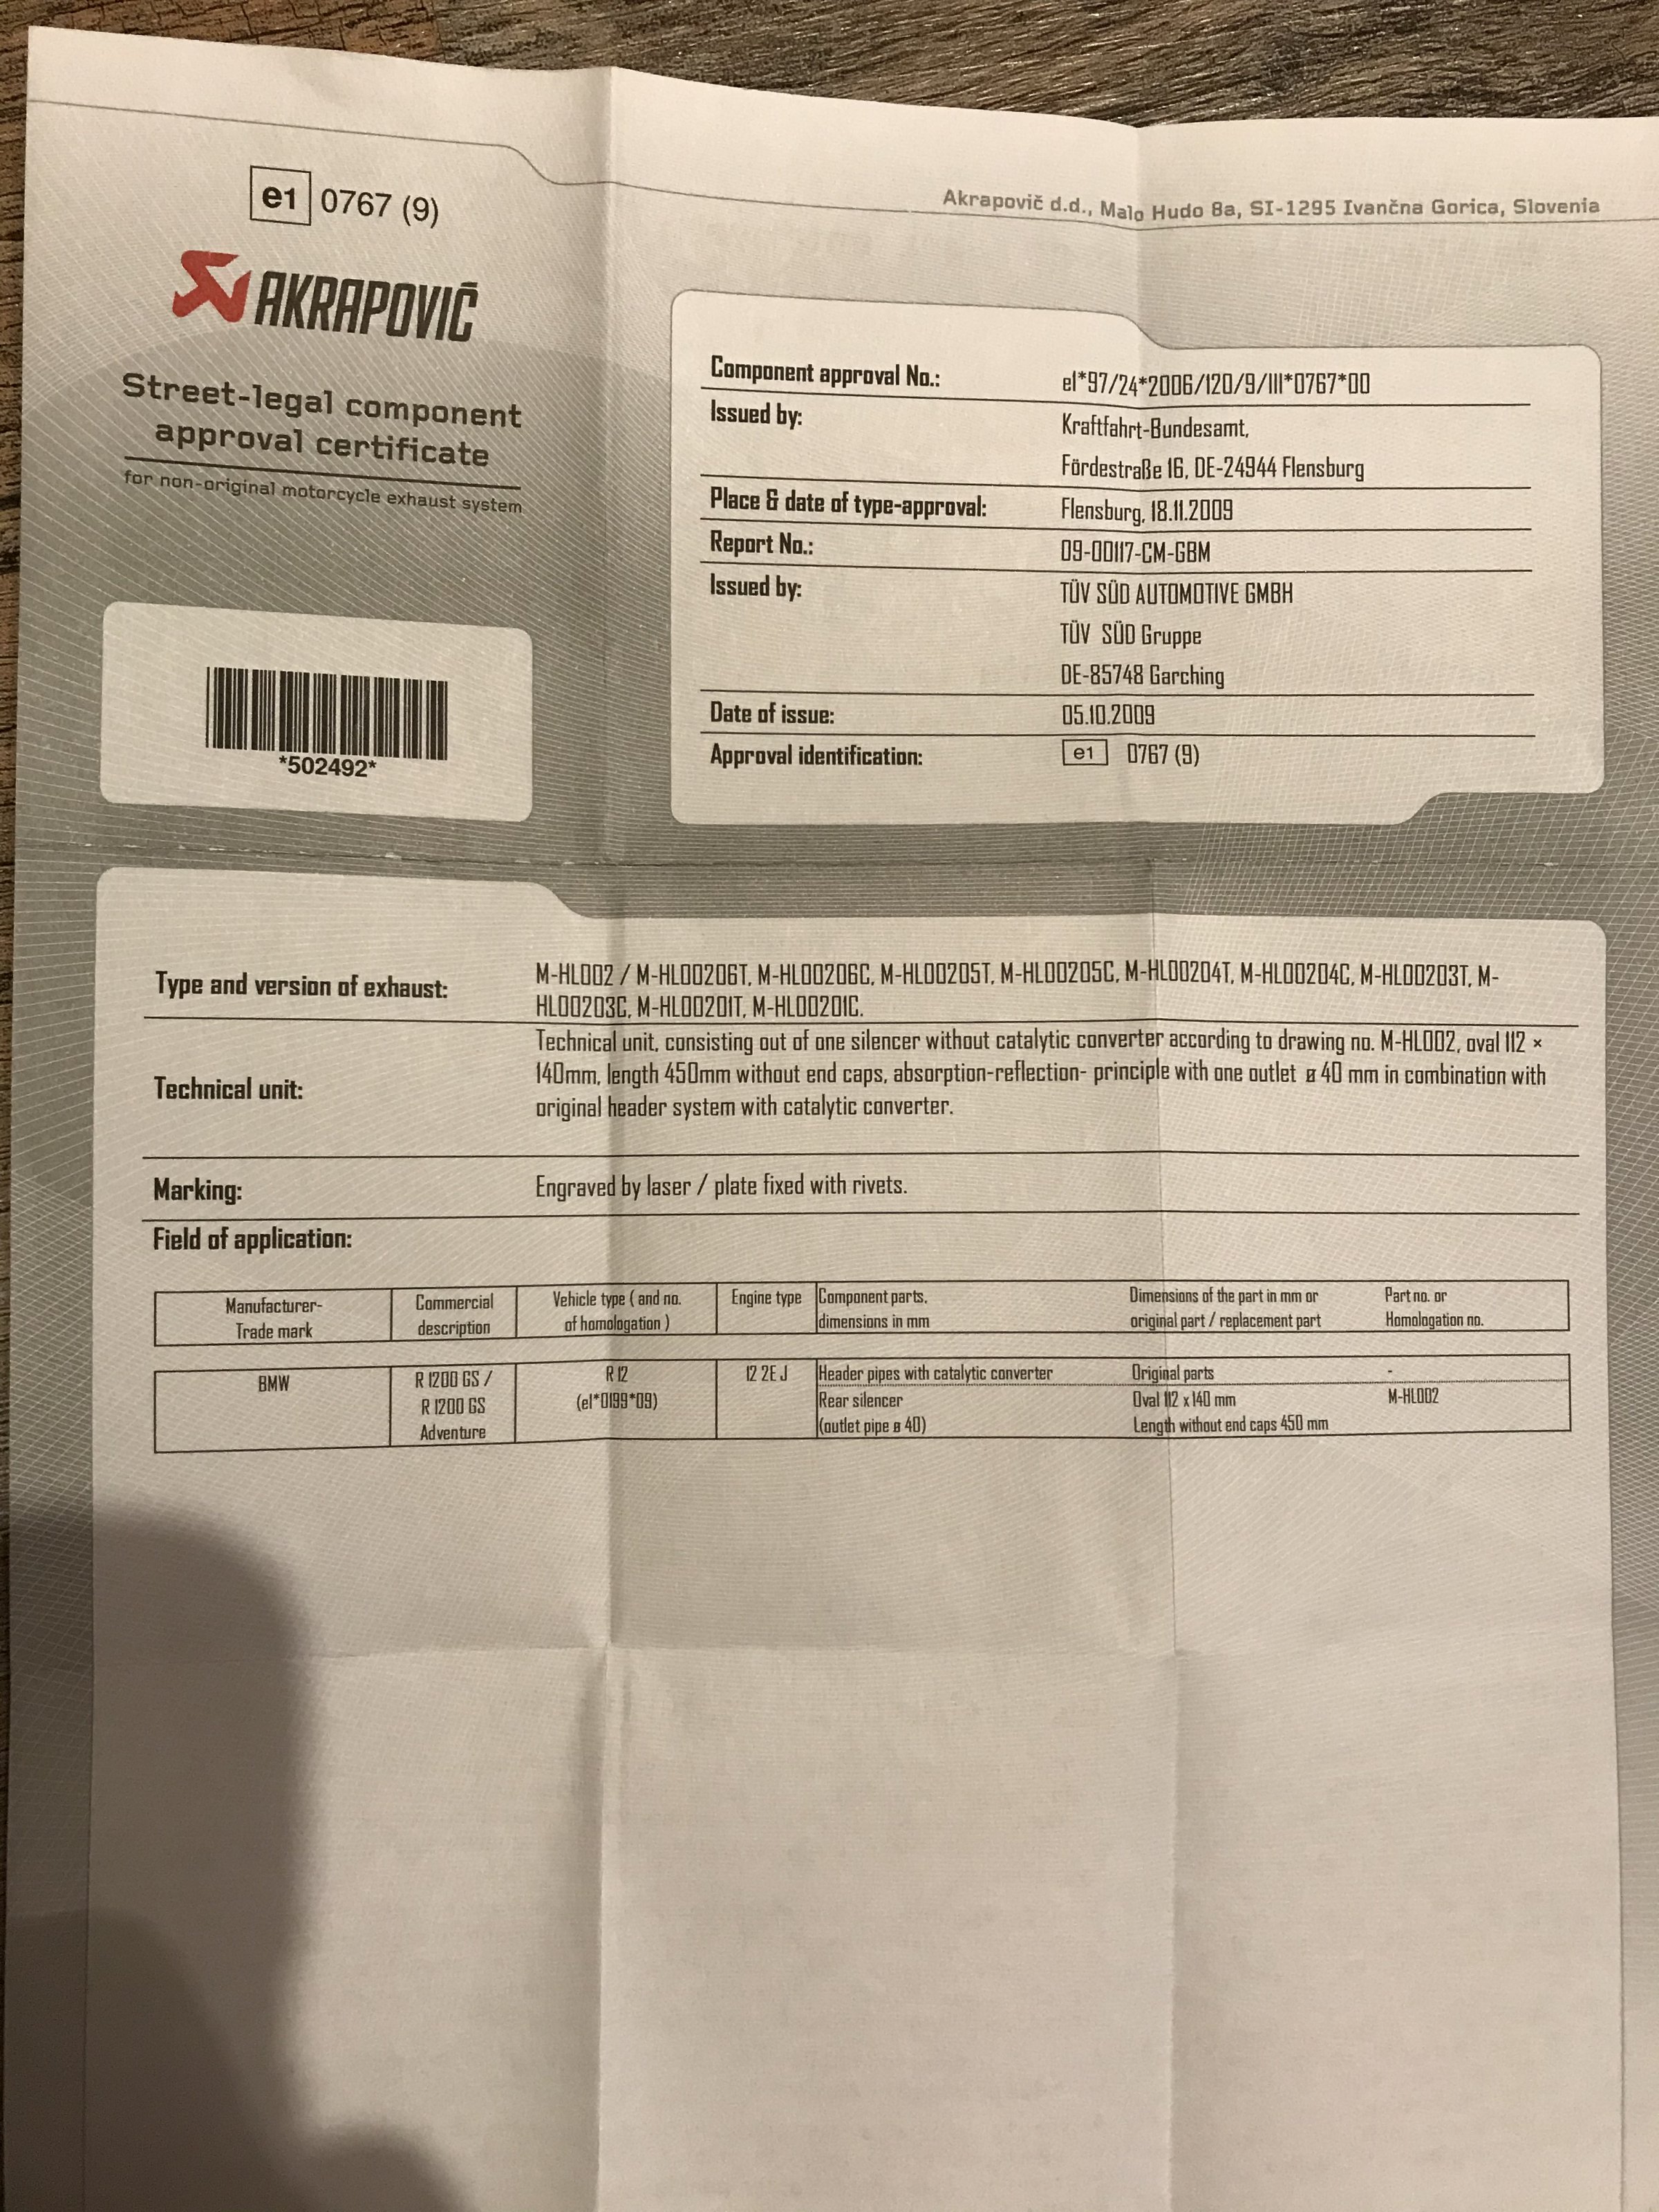 e1 0767 (9)
Akrapovič d.d., Malo Hudo 8a, SI-1295 Ivančna Gorica, Slovenia
AKRAPOVIČ
Street-legal component
approval certificate
for non-original motorcycle exhaust system
*502492*
Component approval No.: e1*97/24*2006/120/9/III*0767*00
Issued by: Kraftfahrt-Bundesamt,
Fördestraße 16, DE-24944 Flensburg
Place & date of type-approval: Flensburg, 18.11.2009
Report No.: 09-00117-CM-GBM
Issued by: TÜV SÜD AUTOMOTIVE GMBH
TÜV SÜD Gruppe
DE-85748 Garching
Date of issue: 05.10.2009
Approval identification: e1 0767 (9)
Type and version of exhaust: M-HL002 / M-HL00206T, M-HL00206C, M-HL00205T, M-HL00205C, M-HL00204T, M-HL00204C, M-HL00203T, M-
HL00203C, M-HL00201T, M-HL00201C.
Technical unit: Technical unit, consisting out of one silencer without catalytic converter according to drawing no. M-HL002, oval 112 ×
140mm, length 450mm without end caps, absorption-reflection- principle with one outlet ø 40 mm in combination with
original header system with catalytic converter.
Marking: Engraved by laser / plate fixed with rivets.
Field of application:
Manufacturer- Commercial Vehicle type ( and no. Engine type Component parts, Dimensions of the part in mm or Part no. or
Trade mark description of homologation ) dimensions in mm original part / replacement part Homologation no.
BMW R 1200 GS / R 12 12 2E J Header pipes with catalytic converter Original parts -
R 1200 GS (e1*0199*09) Rear silencer Oval 112 x 140 mm M-HL002
Adventure (outlet pipe ø 40) Length without end caps 450 mm